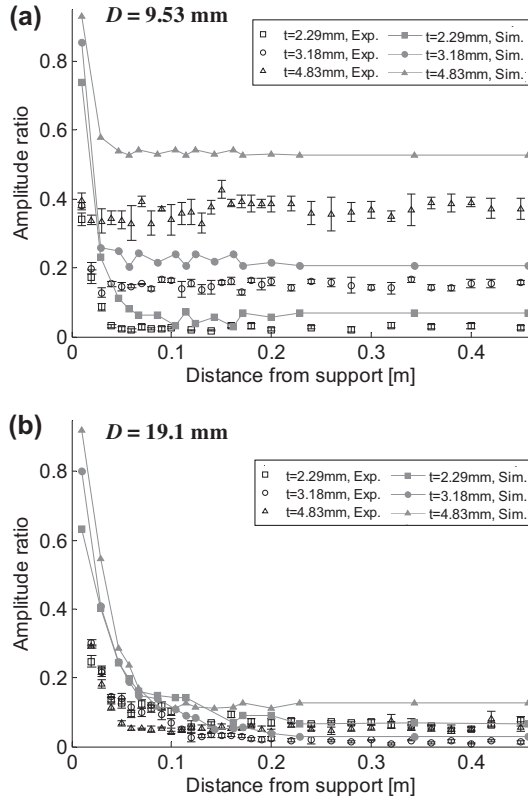 (a)
D = 9.53 mm
t=2.29mm, Exp.
t=3.18mm, Exp.
t=4.83mm, Exp.
t=2.29mm, Sim.
t=3.18mm, Sim.
t=4.83mm, Sim.
Amplitude ratio
0.8
0.6
0.4
0.2
0
0
0.1
0.2
0.3
0.4
Distance from support [m]
(b)
D = 19.1 mm
t=2.29mm, Exp.
t=3.18mm, Exp.
t=4.83mm, Exp.
t=2.29mm, Sim.
t=3.18mm, Sim.
t=4.83mm, Sim.
Amplitude ratio
0.8
0.6
0.4
0.2
0
0
0.1
0.2
0.3
0.4
Distance from support [m]